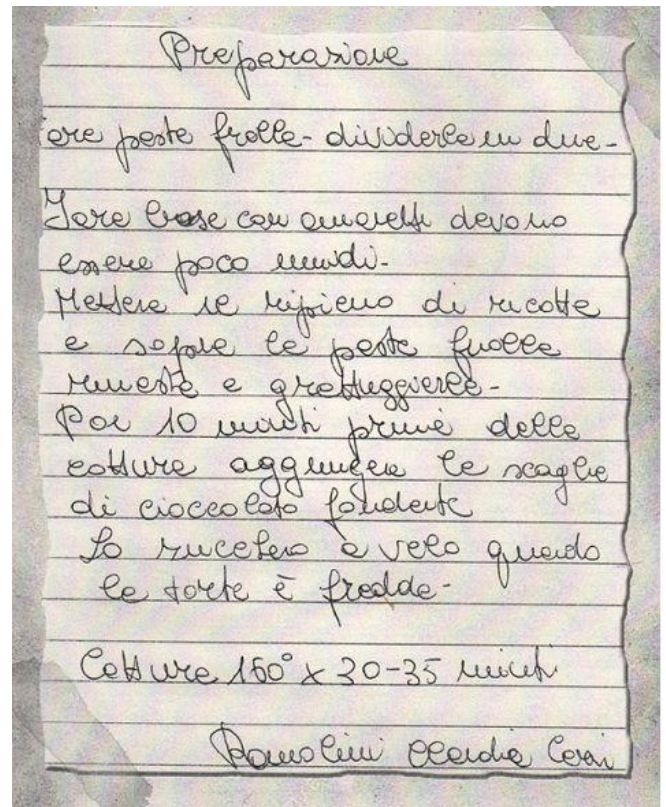 Preparazione
are pasta frolla - dividerla in due -
Fare base con amaretti devono
essere poco umidi -
Mettere il ripieno di ricotta
e sopra la pasta frolla
rimasta e grattuggiarla -
Poi 10 minuti prima della
cottura aggiungere le scaglie
di cioccolato fondente
Lo zucchero a velo quando
la torta è fredda -
Cottura 160° x 30-35 minuti
Claudia